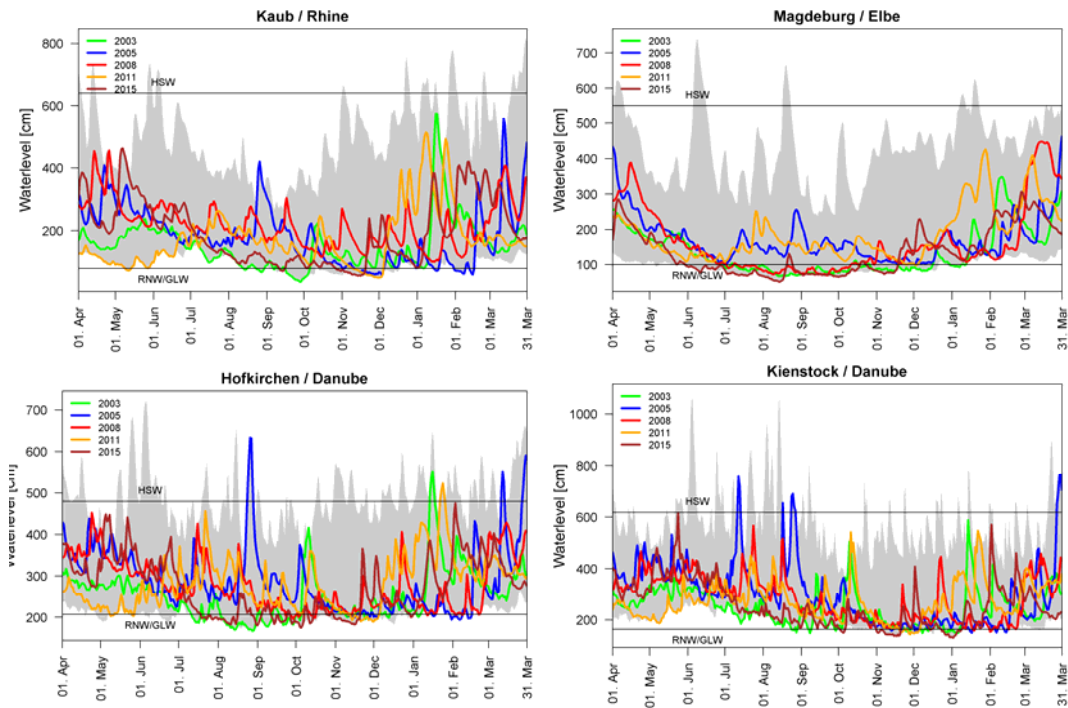 Kaub / Rhine
Waterlevel [cm]
800
600
400
200
2003
2005
2008
2011
2015
HSW
RNW/GLW
01. Apr
01. May
01. Jun
01. Jul
01. Aug
01. Sep
01. Oct
01. Nov
01. Dec
01. Jan
01. Feb
01. Mar
31. Mar
Magdeburg / Elbe
Waterlevel [cm]
700
600
500
400
300
200
100
2003
2005
2008
2011
2015
HSW
RNW/GLW
01. Apr
01. May
01. Jun
01. Jul
01. Aug
01. Sep
01. Oct
01. Nov
01. Dec
01. Jan
01. Feb
01. Mar
31. Mar
Hofkirchen / Danube
Waterlevel [cm]
700
600
500
400
300
200
2003
2005
2008
2011
2015
HSW
RNW/GLW
01. Apr
01. May
01. Jun
01. Jul
01. Aug
01. Sep
01. Oct
01. Nov
01. Dec
01. Jan
01. Feb
01. Mar
31. Mar
Kienstock / Danube
Waterlevel [cm]
1000
800
600
400
200
2003
2005
2008
2011
2015
HSW
RNW/GLW
01. Apr
01. May
01. Jun
01. Jul
01. Aug
01. Sep
01. Oct
01. Nov
01. Dec
01. Jan
01. Feb
01. Mar
31. Mar